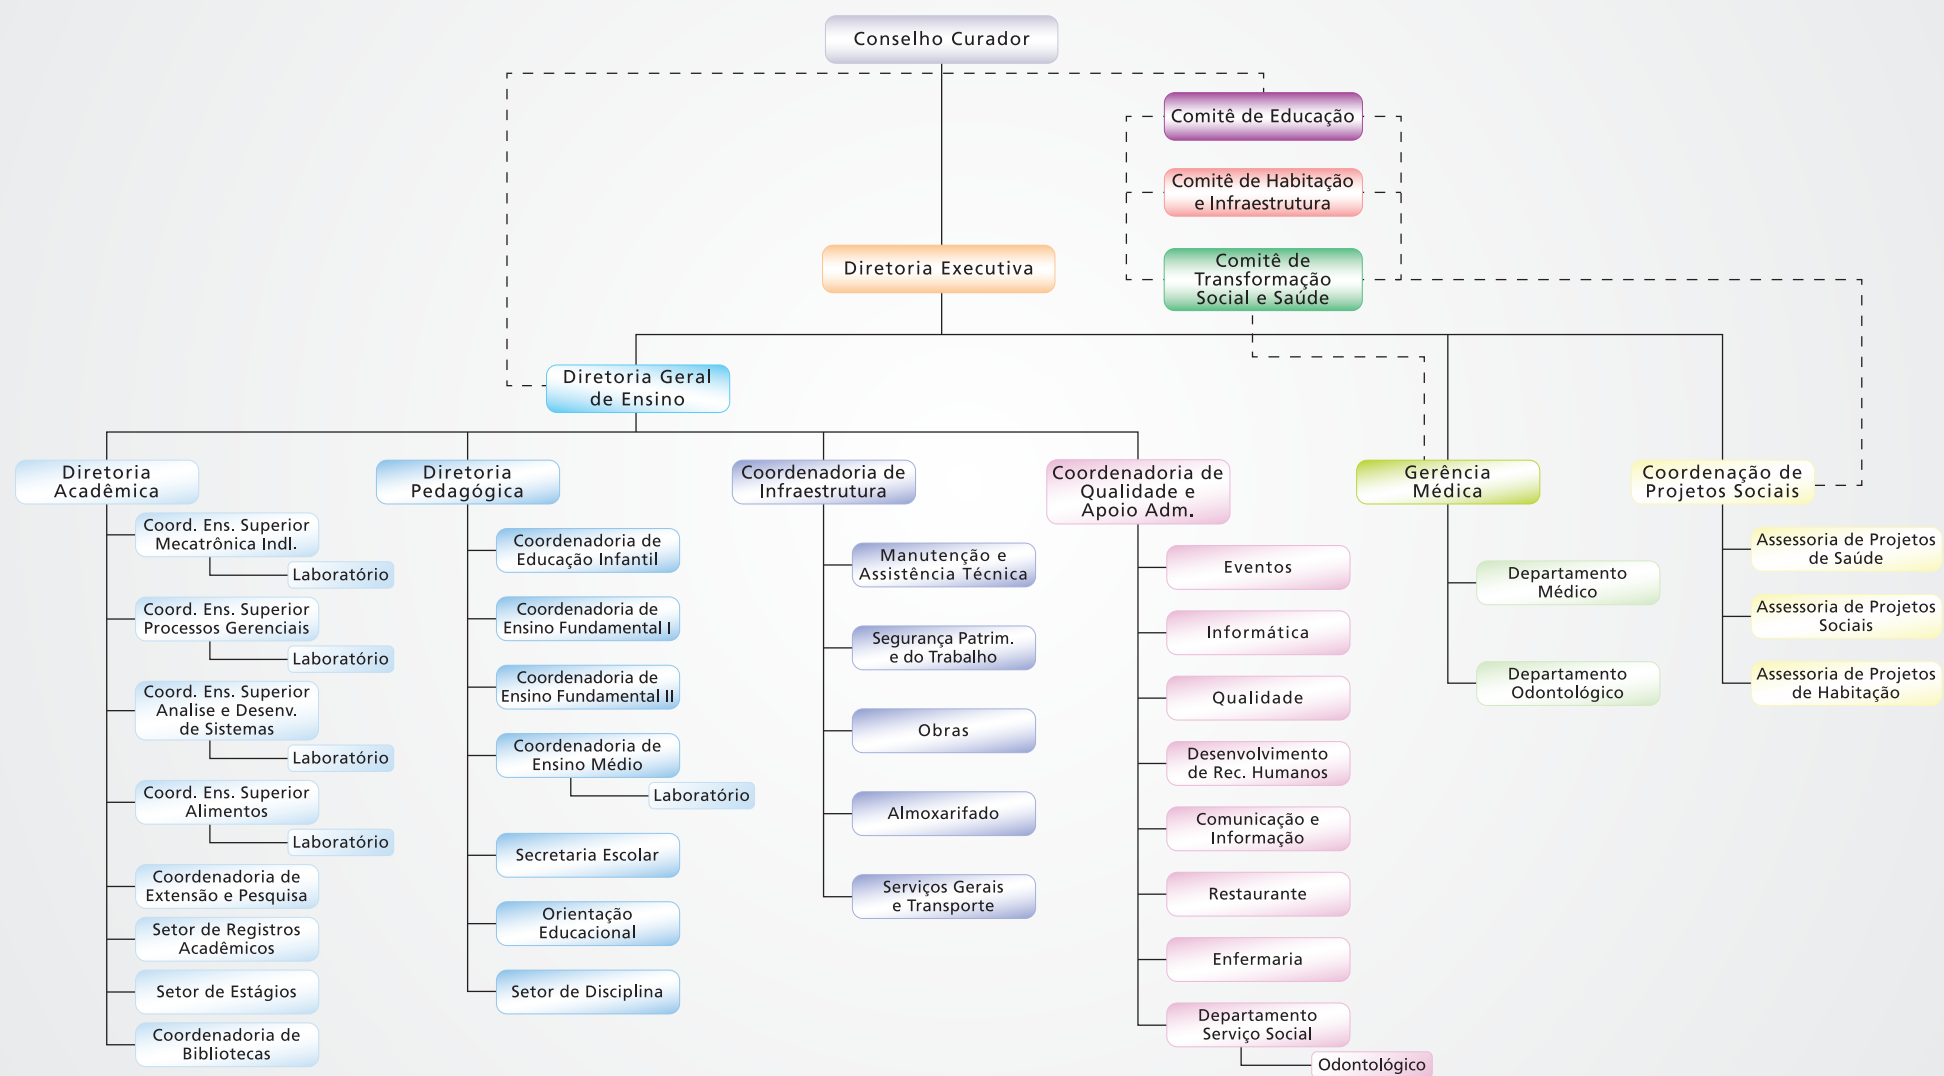 Conselho Curador
Comitê de Educação
Comitê de Habitação
e Infraestrutura
Diretoria Executiva
Comitê de
Transformação
Social e Saúde
Diretoria Geral
de Ensino
Diretoria
Acadêmica
Coord. Ens. Superior
Mecatrônica Indl.
Laboratório
Coord. Ens. Superior
Processos Gerenciais
Laboratório
Coord. Ens. Superior
Analise e Desenv.
de Sistemas
Laboratório
Coord. Ens. Superior
Alimentos
Laboratório
Coordenadoria de
Extensão e Pesquisa
Setor de Registros
Acadêmicos
Setor de Estágios
Coordenadoria de
Bibliotecas
Diretoria
Pedagógica
Coordenadoria de
Educação Infantil
Coordenadoria de
Ensino Fundamental I
Coordenadoria de
Ensino Fundamental II
Coordenadoria de
Ensino Médio
Laboratório
Secretaria Escolar
Orientação
Educacional
Setor de Disciplina
Coordenadoria de
Infraestrutura
Manutenção e
Assistência Técnica
Segurança Patrim.
e do Trabalho
Obras
Almoxarifado
Serviços Gerais
e Transporte
Coordenadoria de
Qualidade e
Apoio Adm.
Eventos
Informática
Qualidade
Desenvolvimento
de Rec. Humanos
Comunicação e
Informação
Restaurante
Enfermaria
Departamento
Serviço Social
Odontológico
Gerência
Médica
Departamento
Médico
Departamento
Odontológico
Coordenação de
Projetos Sociais
Assessoria de Projetos
de Saúde
Assessoria de Projetos
Sociais
Assessoria de Projetos
de Habitação